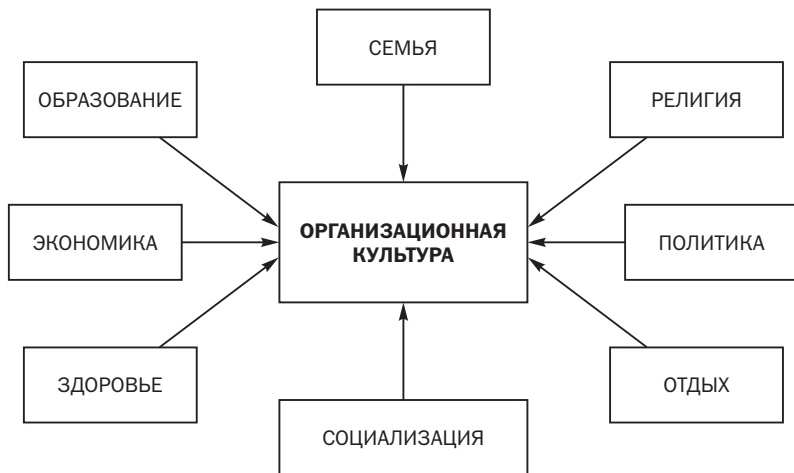 СЕМЬЯ
ОБРАЗОВАНИЕ
РЕЛИГИЯ
ОРГАНИЗАЦИОННАЯ
КУЛЬТУРА
ЭКОНОМИКА
ПОЛИТИКА
ЗДОРОВЬЕ
ОТДЫХ
СОЦИАЛИЗАЦИЯ